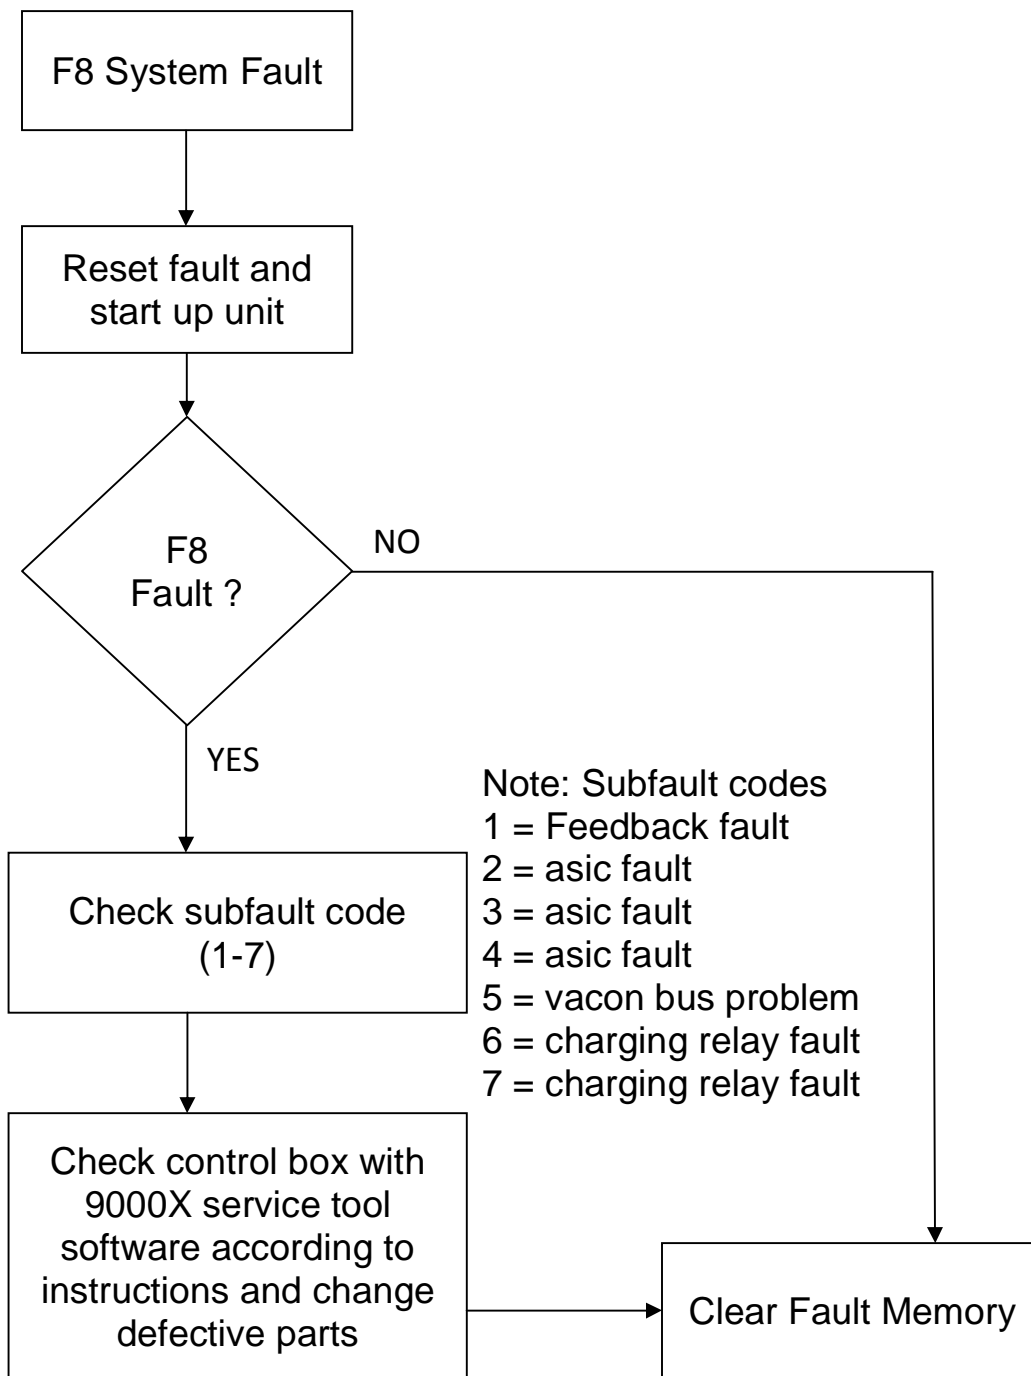 F8 System Fault
Reset fault and
start up unit
F8
Fault ?
NO
YES
Note: Subfault codes
1 = Feedback fault
2 = asic fault
3 = asic fault
4 = asic fault
5 = vacon bus problem
6 = charging relay fault
7 = charging relay fault
Check subfault code
(1-7)
Check control box with
9000X service tool
software according to
instructions and change
defective parts
Clear Fault Memory